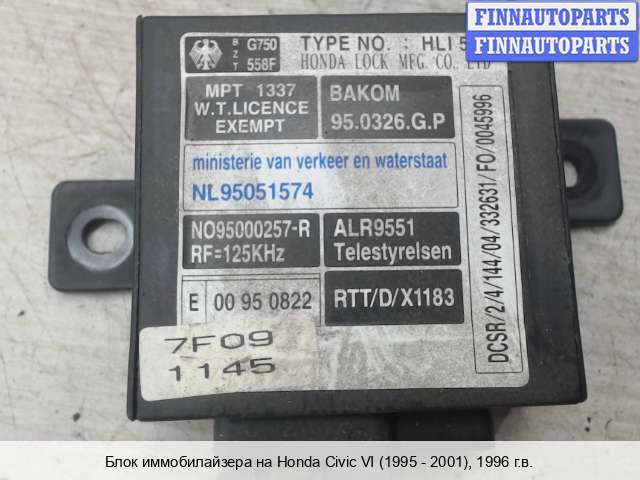 FINNAUTOPARTS
FINNAUTOPARTS
FINNAUTOPARTS
B Z T G750 558F
TYPE NO. : HLI
HONDA LOCK MFG. CO., LTD
MPT 1337
W.T.LICENCE
EXEMPT
BAKOM
95.0326.G.P
ministerie van verkeer en waterstaat
NL95051574
NO95000257-R
RF=125KHz
ALR9551
Telestyrelsen
E 00 95 0822
RTT/D/X1183
DCSR/2/4/144/04/332631/FO/0045996
7F09
1145
Блок иммобилайзера на Honda Civic VI (1995 - 2001), 1996 г.в.